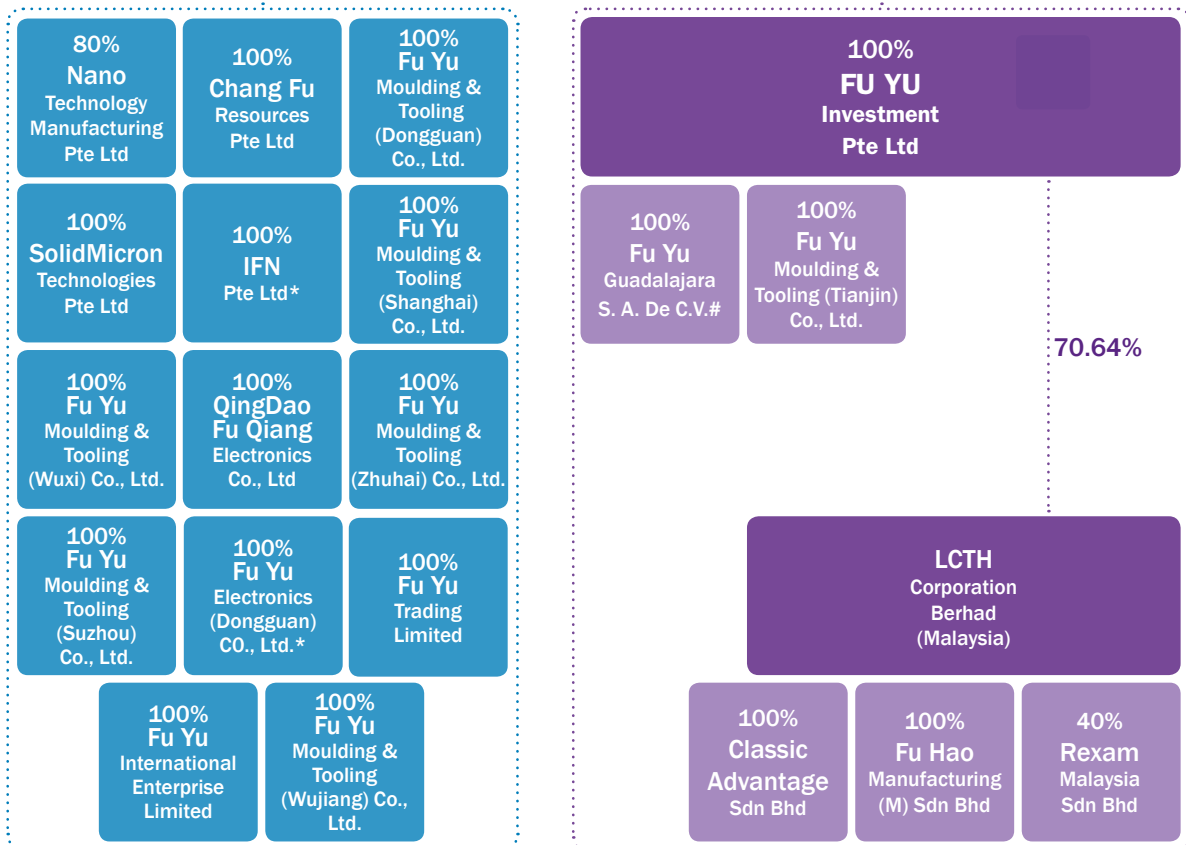 80%
Nano
Technology
Manufacturing
Pte Ltd
100%
Chang Fu
Resources
Pte Ltd
100%
Fu Yu
Moulding &
Tooling
(Dongguan)
Co., Ltd.
100%
SolidMicron
Technologies
Pte Ltd
100%
IFN
Pte Ltd*
100%
Fu Yu
Moulding &
Tooling
(Shanghai)
Co., Ltd.
100%
Fu Yu
Moulding &
Tooling
(Wuxi) Co., Ltd.
100%
QingDao
Fu Qiang
Electronics
Co., Ltd
100%
Fu Yu
Moulding &
Tooling
(Zhuhai) Co., Ltd.
100%
Fu Yu
Moulding &
Tooling
(Suzhou)
Co., Ltd.
100%
Fu Yu
Electronics
(Dongguan)
CO., Ltd.*
100%
Fu Yu
Trading
Limited
100%
Fu Yu
International
Enterprise
Limited
100%
Fu Yu
Moulding &
Tooling
(Wujiang) Co.,
Ltd.
100%
FU YU
Investment
Pte Ltd
100%
Fu Yu
Guadalajara
S. A. De C.V.#
100%
Fu Yu
Moulding &
Tooling (Tianjin)
Co., Ltd.
70.64%
LCTH
Corporation
Berhad
(Malaysia)
100%
Classic
Advantage
Sdn Bhd
100%
Fu Hao
Manufacturing
(M) Sdn Bhd
40%
Rexam
Malaysia
Sdn Bhd